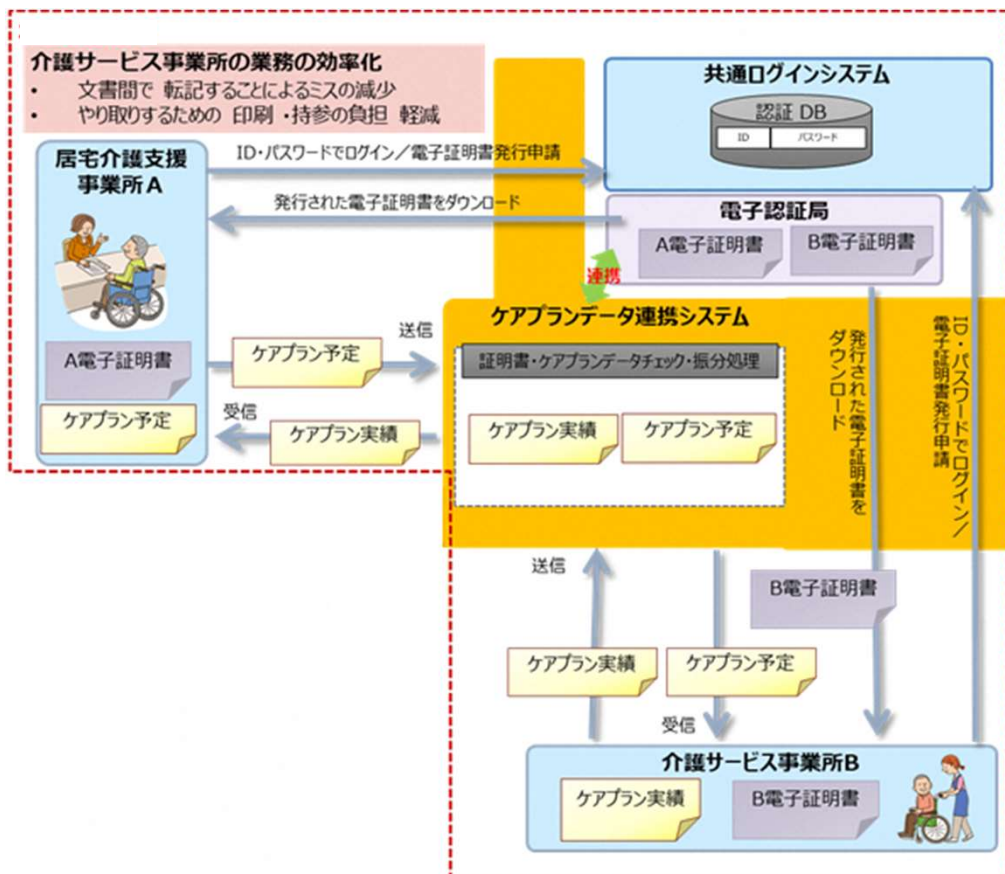 介護サービス事業所の業務の効率化
• 文書間で 転記することによるミスの減少
• やり取りするための 印刷・持参の負担 軽減
共通ログインシステム
認証 DB
ID
パスワード
居宅介護支援
事業所A
ID・パスワードでログイン／電子証明書発行申請
発行された電子証明書をダウンロード
電子認証局
A電子証明書
B電子証明書
連携
ケアプランデータ連携システム
証明書・ケアプランデータチェック・振分処理
A電子証明書
ケアプラン予定
送信
ケアプラン予定
受信
ケアプラン実績
ケアプラン実績
ケアプラン予定
発行された電子証明書を
ダウンロード
ID・パスワードでログイン／
電子証明書発行申請
送信
B電子証明書
ケアプラン実績
ケアプラン予定
受信
介護サービス事業所B
ケアプラン実績
B電子証明書